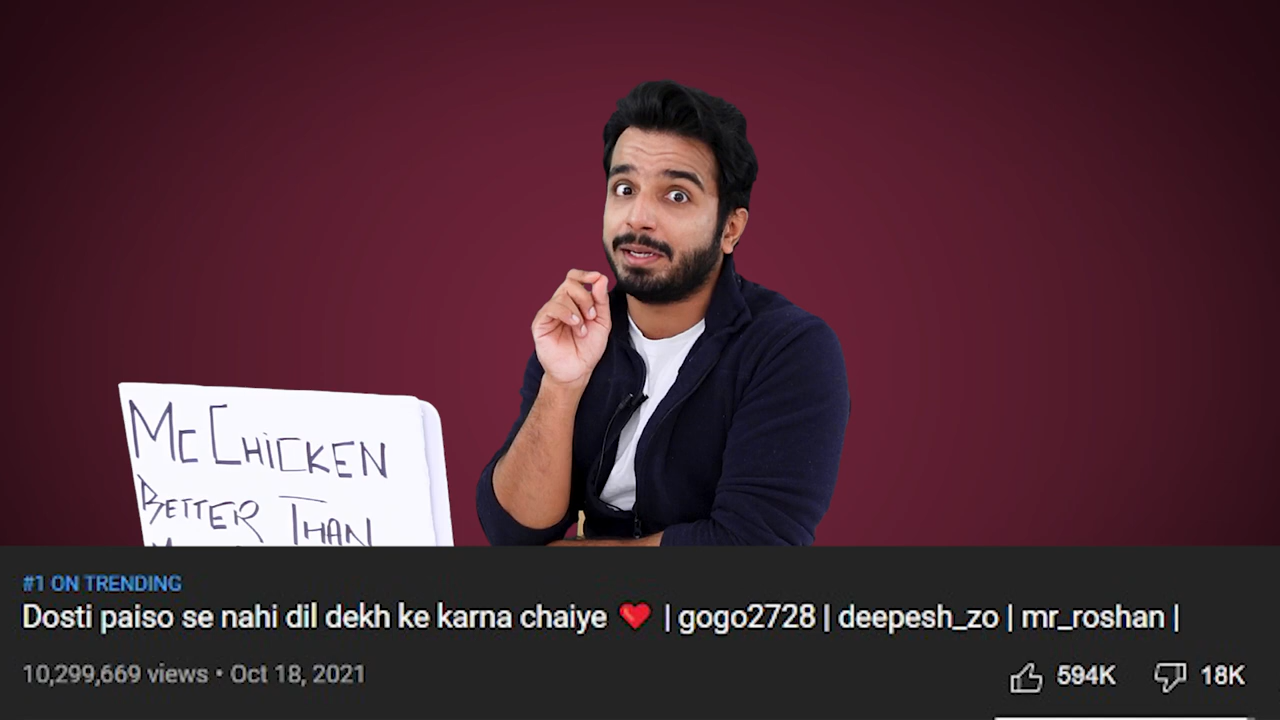 MC CHICKEN
BETTER THAN
#1 ON TRENDING
Dosti paiso se nahi dil dekh ke karna chaiye ❤️ | gogo2728 | deepesh_zo | mr_roshan |
10,299,669 views • Oct 18, 2021
594K
18K